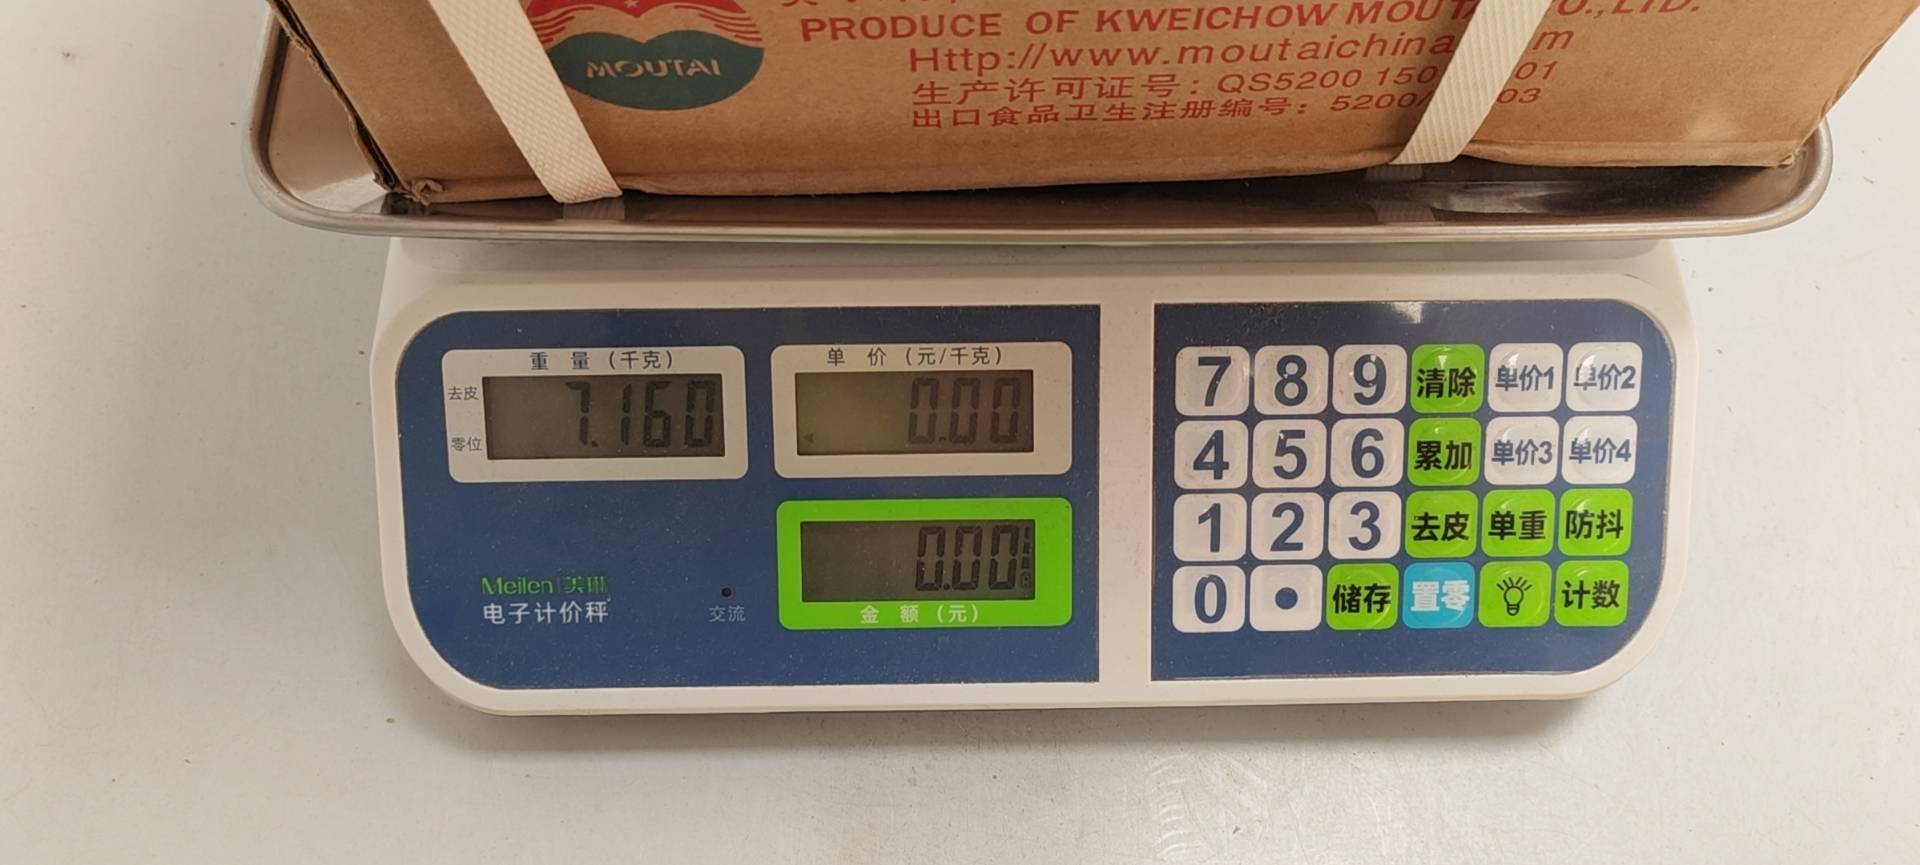 PRODUCE OF KWEICHOW MOUTA O.,LTD.
MOUTAI
Http://www.moutaichina m
生产许可证号：QS5200 150 01
出口食品卫生注册编号：5200/ 03
重 量（千克）
单 价（元/千克）
去皮
零位
7.160
0.00
0.00
金 额（元）
Meilen 美琳
电子计价秤
交流
7 8 9 清除 单价1 单价2
4 5 6 累加 单价3 单价4
1 2 3 去皮 单重 防抖
0 • 储存 置零 计数